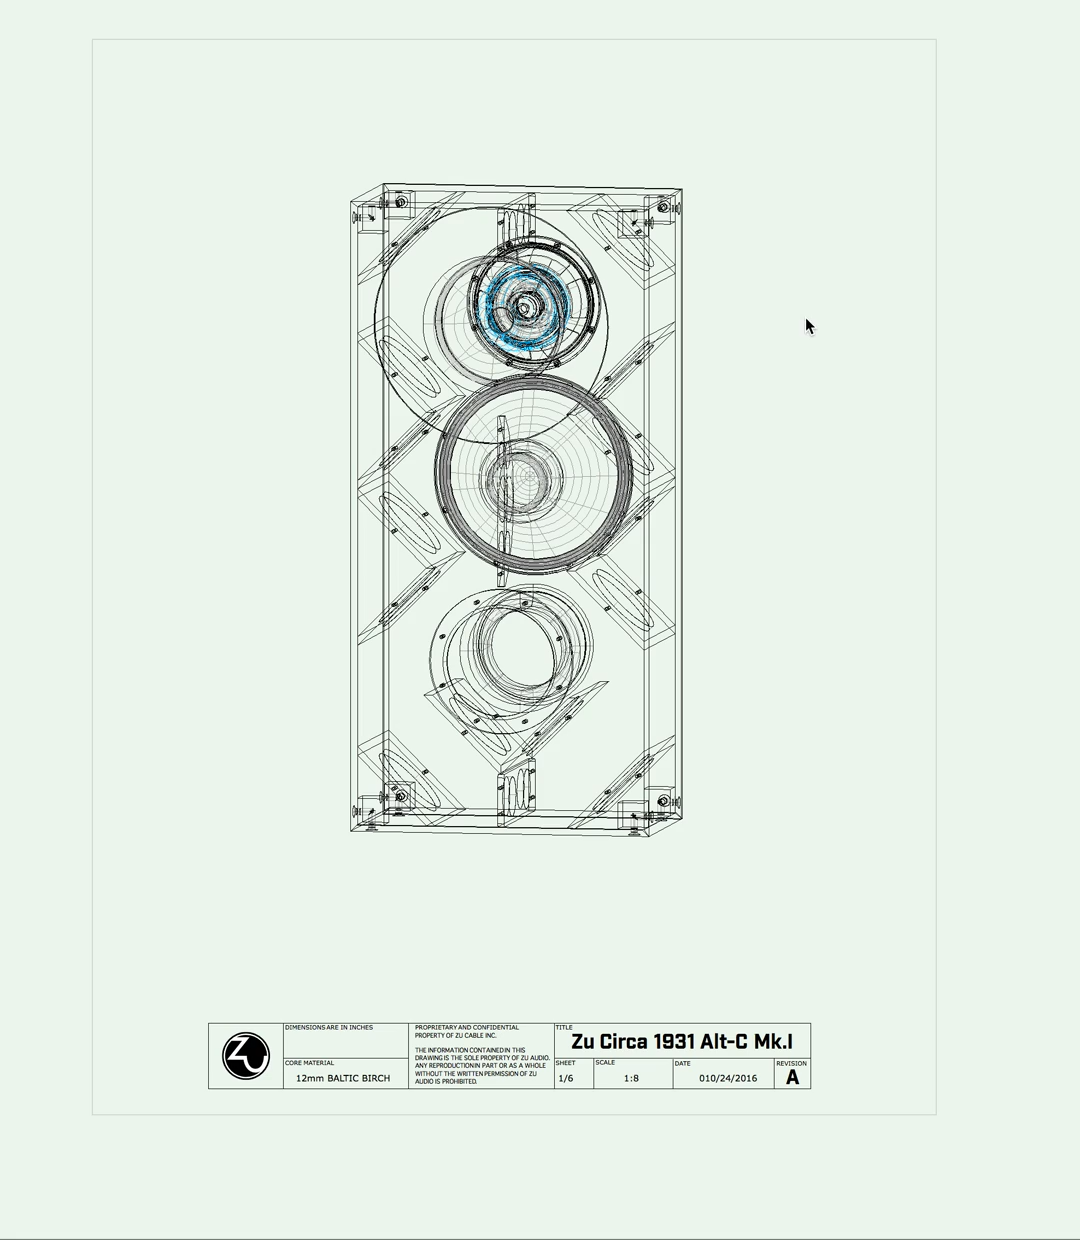 ZU
DIMENSIONS ARE IN INCHES
CORE MATERIAL
12mm BALTIC BIRCH
PROPRIETARY AND CONFIDENTIAL
PROPERTY OF ZU CABLE INC.
THE INFORMATION CONTAINED IN THIS
DRAWING IS THE SOLE PROPERTY OF ZU AUDIO.
ANY REPRODUCTION IN PART OR AS A WHOLE
WITHOUT THE WRITTEN PERMISSION OF ZU
AUDIO IS PROHIBITED.
TITLE
Zu Circa 1931 Alt-C Mk.I
SHEET
1/6
SCALE
1:8
DATE
010/24/2016
REVISION
A